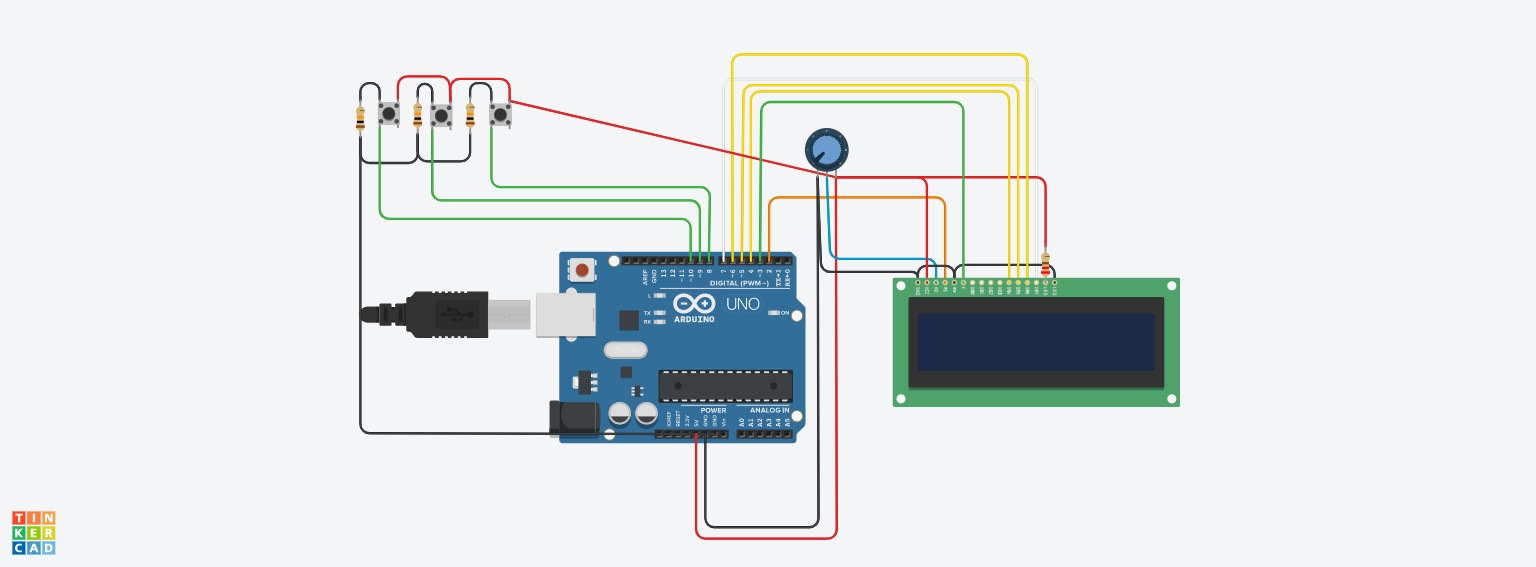 AREF
GND
13
12
~11
~10
~9
8
7
~6
~5
4
~3
2
TX→1
RX←0
DIGITAL (PWM~)
L
TX
RX
ARDUINO
UNO
ON
POWER
ANALOG IN
IOREF
RESET
3.3V
5V
GND
GND
Vin
A0
A1
A2
A3
A4
A5
TIN
KER
CAD